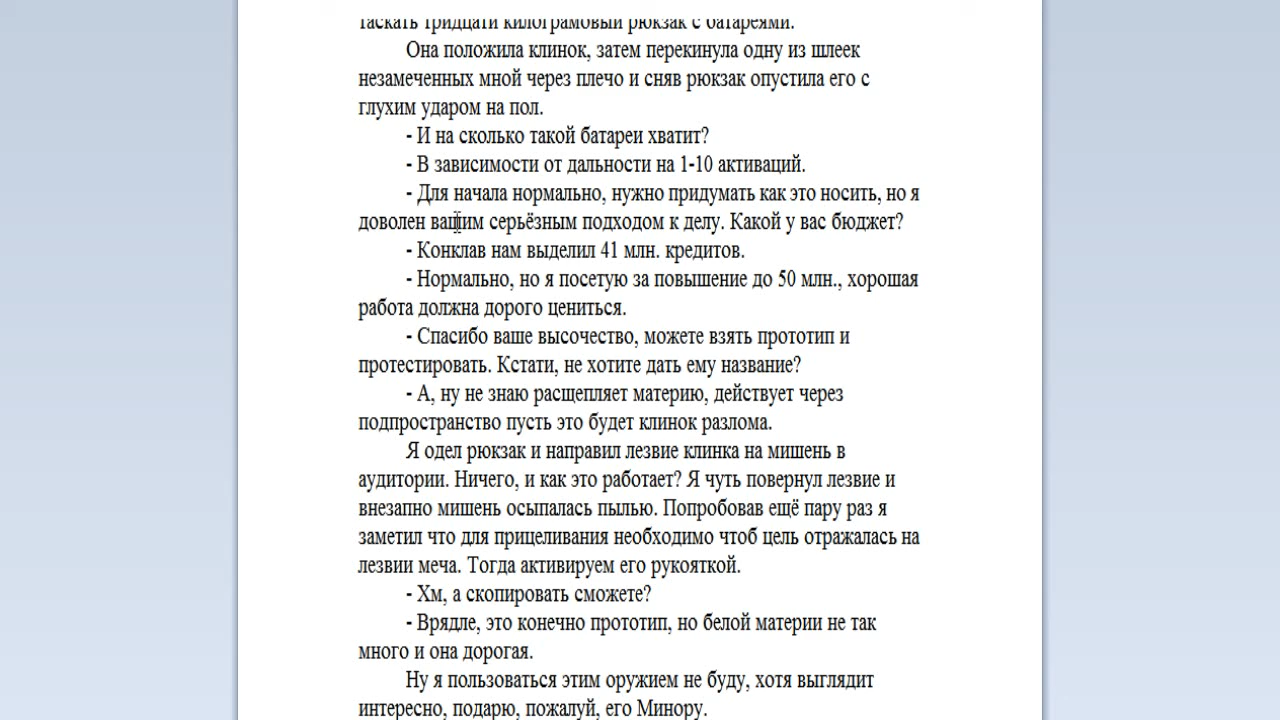 таскать тридцати килограмовый рюкзак с батареями.
Она положила клинок, затем перекинула одну из шлеек
незамеченных мной через плечо и сняв рюкзак опустила его с
глухим ударом на пол.
- И на сколько такой батареи хватит?
- В зависимости от дальности на 1-10 активаций.
- Для начала нормально, нужно придумать как это носить, но я
доволен вашим серьёзным подходом к делу. Какой у вас бюджет?
- Конклав нам выделил 41 млн. кредитов.
- Нормально, но я посетую за повышение до 50 млн., хорошая
работа должна дорого цениться.
- Спасибо ваше высочество, можете взять прототип и
протестировать. Кстати, не хотите дать ему название?
- А, ну не знаю расщепляет материю, действует через
подпространство пусть это будет клинок разлома.
Я одел рюкзак и направил лезвие клинка на мишень в
аудитории. Ничего, и как это работает? Я чуть повернул лезвие и
внезапно мишень осыпалась пылью. Попробовав ещё пару раз я
заметил что для прицеливания необходимо чтоб цель отражалась на
лезвии меча. Тогда активируем его рукояткой.
- Хм, а скопировать сможете?
- Врядле, это конечно прототип, но белой материи не так
много и она дорогая.
Ну я пользоваться этим оружием не буду, хотя выглядит
интересно, подарю, пожалуй, его Минору.